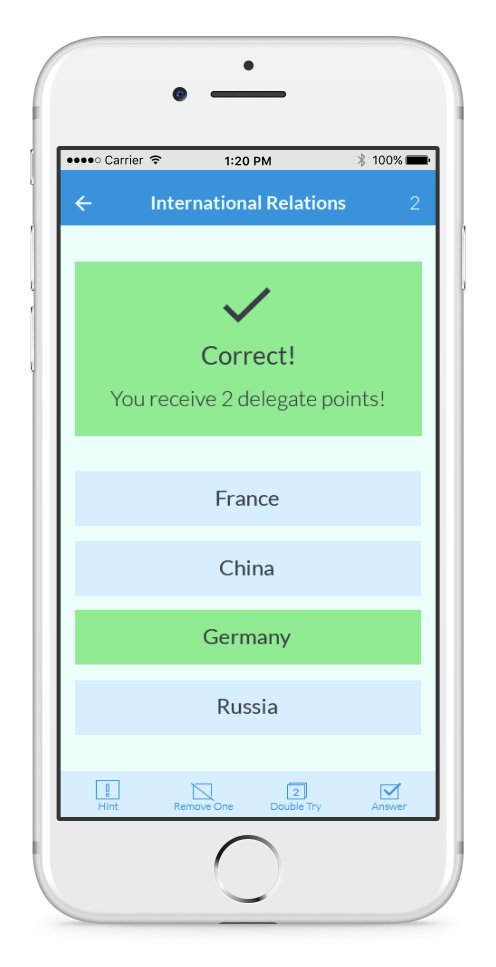 Carrier 1:20 PM 100%
International Relations 2
Correct!
You receive 2 delegate points!
France
China
Germany
Russia
2
Hint Remove One Double Try Answer